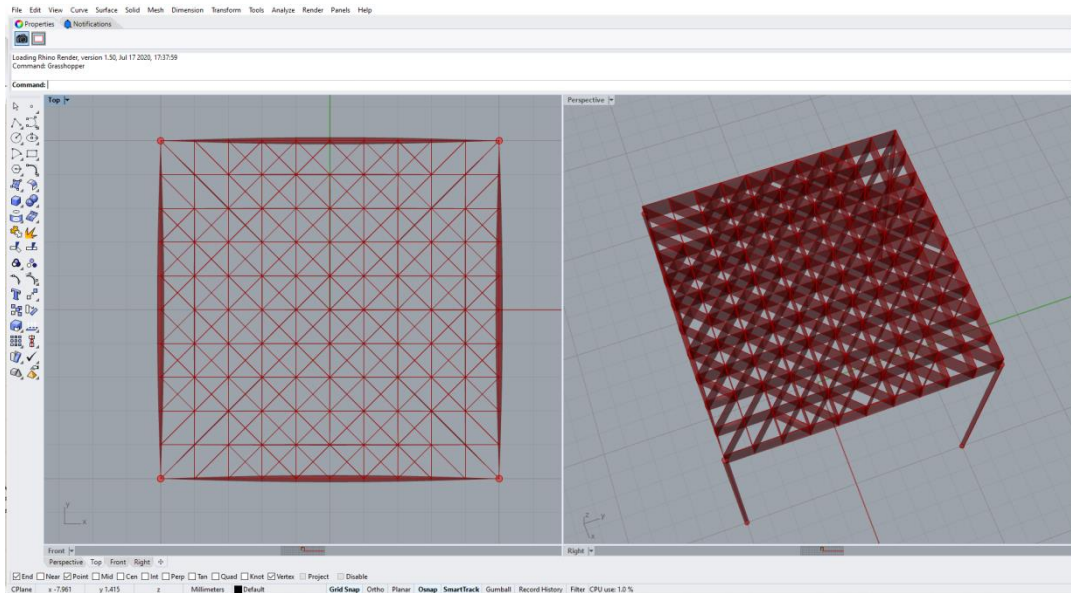 File Edit View Curve Surface Solid Mesh Dimension Transform Tools Analyze Render Panels Help
Properties Notifications
Loading Rhino Render, version 1.50, Jul 17 2020, 17:37:59
Command: Grasshopper
Command:
Top
Perspective
y
x
z
y
x
Front
Right
Perspective Top Front Right
End Near Point Mid Cen Int Perp Tan Quad Knot Vertex Project Disable
CPlane x -7.961 y 1.415 z Millimeters Default Grid Snap Ortho Planar Osnap SmartTrack Gumball Record History Filter CPU use: 1.0 %